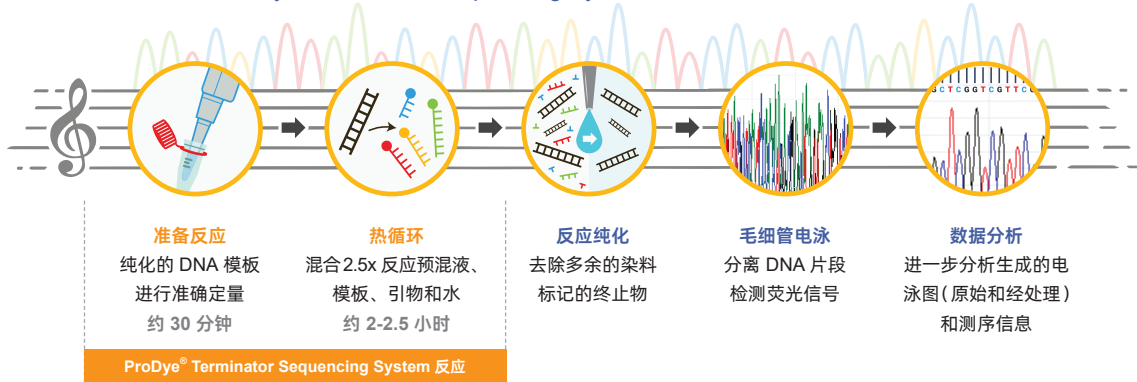 CTCGGTCGTTC
准备反应
纯化的 DNA 模板
进行准确定量
约 30 分钟
热循环
混合 2.5x 反应预混液、
模板、引物和水
约 2-2.5 小时
反应纯化
去除多余的染料
标记的终止物
毛细管电泳
分离 DNA 片段
检测荧光信号
数据分析
进一步分析生成的电
泳图（原始和经处理）
和测序信息
ProDye® Terminator Sequencing System 反应